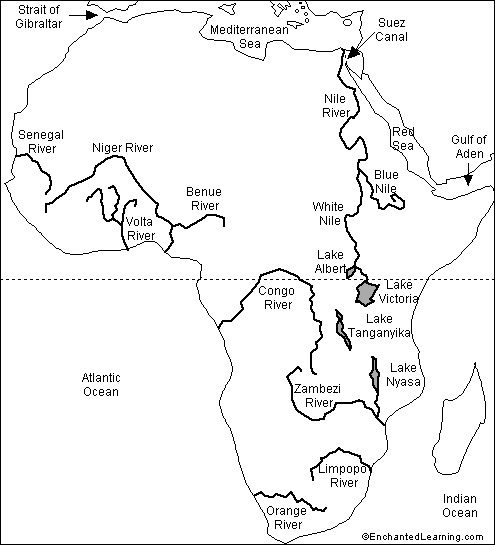 Strait of
Gibraltar
Mediterranean
Sea
Suez
Canal
Nile
River
Red
Sea
Gulf of
Aden
Senegal
River
Niger River
Benue
River
Blue
Nile
Volta
River
White
Nile
Lake
Albert
Lake
Victoria
Congo
River
Lake
Tanganyika
Lake
Nyasa
Atlantic
Ocean
Zambezi
River
Limpopo
River
Orange
River
Indian
Ocean
©EnchantedLearning.com